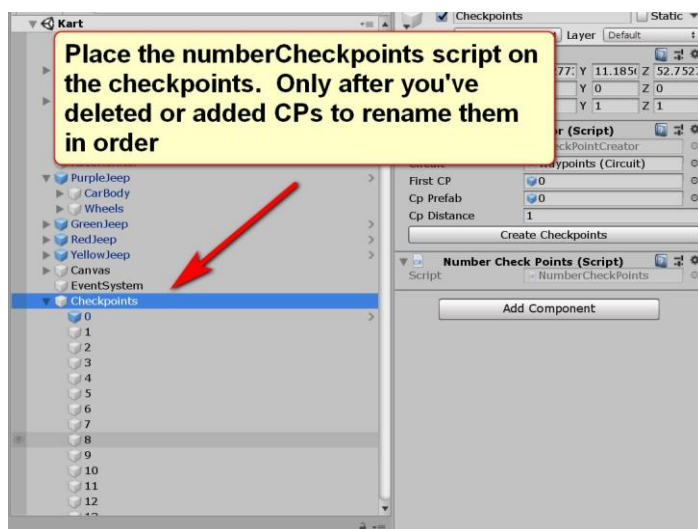 Kart
Place the numberCheckpoints script on
the checkpoints.  Only after you've
deleted or added CPs to rename them
in order
PurpleJeep
CarBody
Wheels
GreenJeep
RedJeep
YellowJeep
Canvas
EventSystem
Checkpoints
0
1
2
3
4
5
6
7
8
9
10
11
12
Checkpoints
Static
Layer Default
Y 11.185 Z 52.752
Y 0 Z 0
Y 1 Z 1
(Script)
Waypoints (Circuit)
First CP 0
Cp Prefab 0
Cp Distance 1
Create Checkpoints
Number Check Points (Script)
Script NumberCheckPoints
Add Component